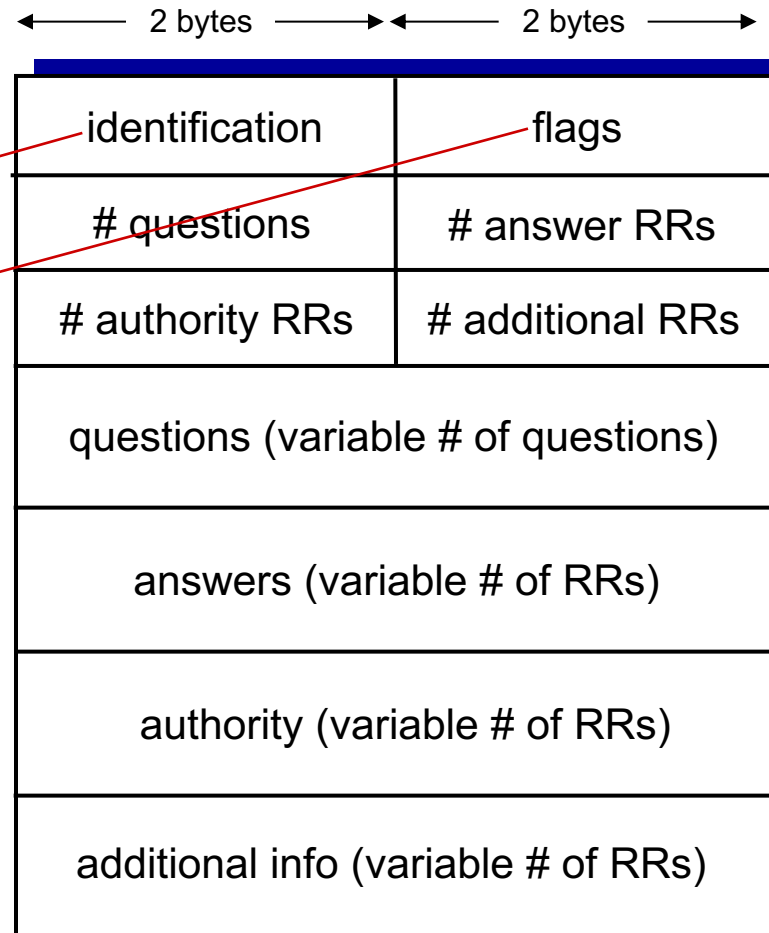 2 bytes 2 bytes
identification flags
# questions # answer RRs
# authority RRs # additional RRs
questions (variable # of questions)
answers (variable # of RRs)
authority (variable # of RRs)
additional info (variable # of RRs)